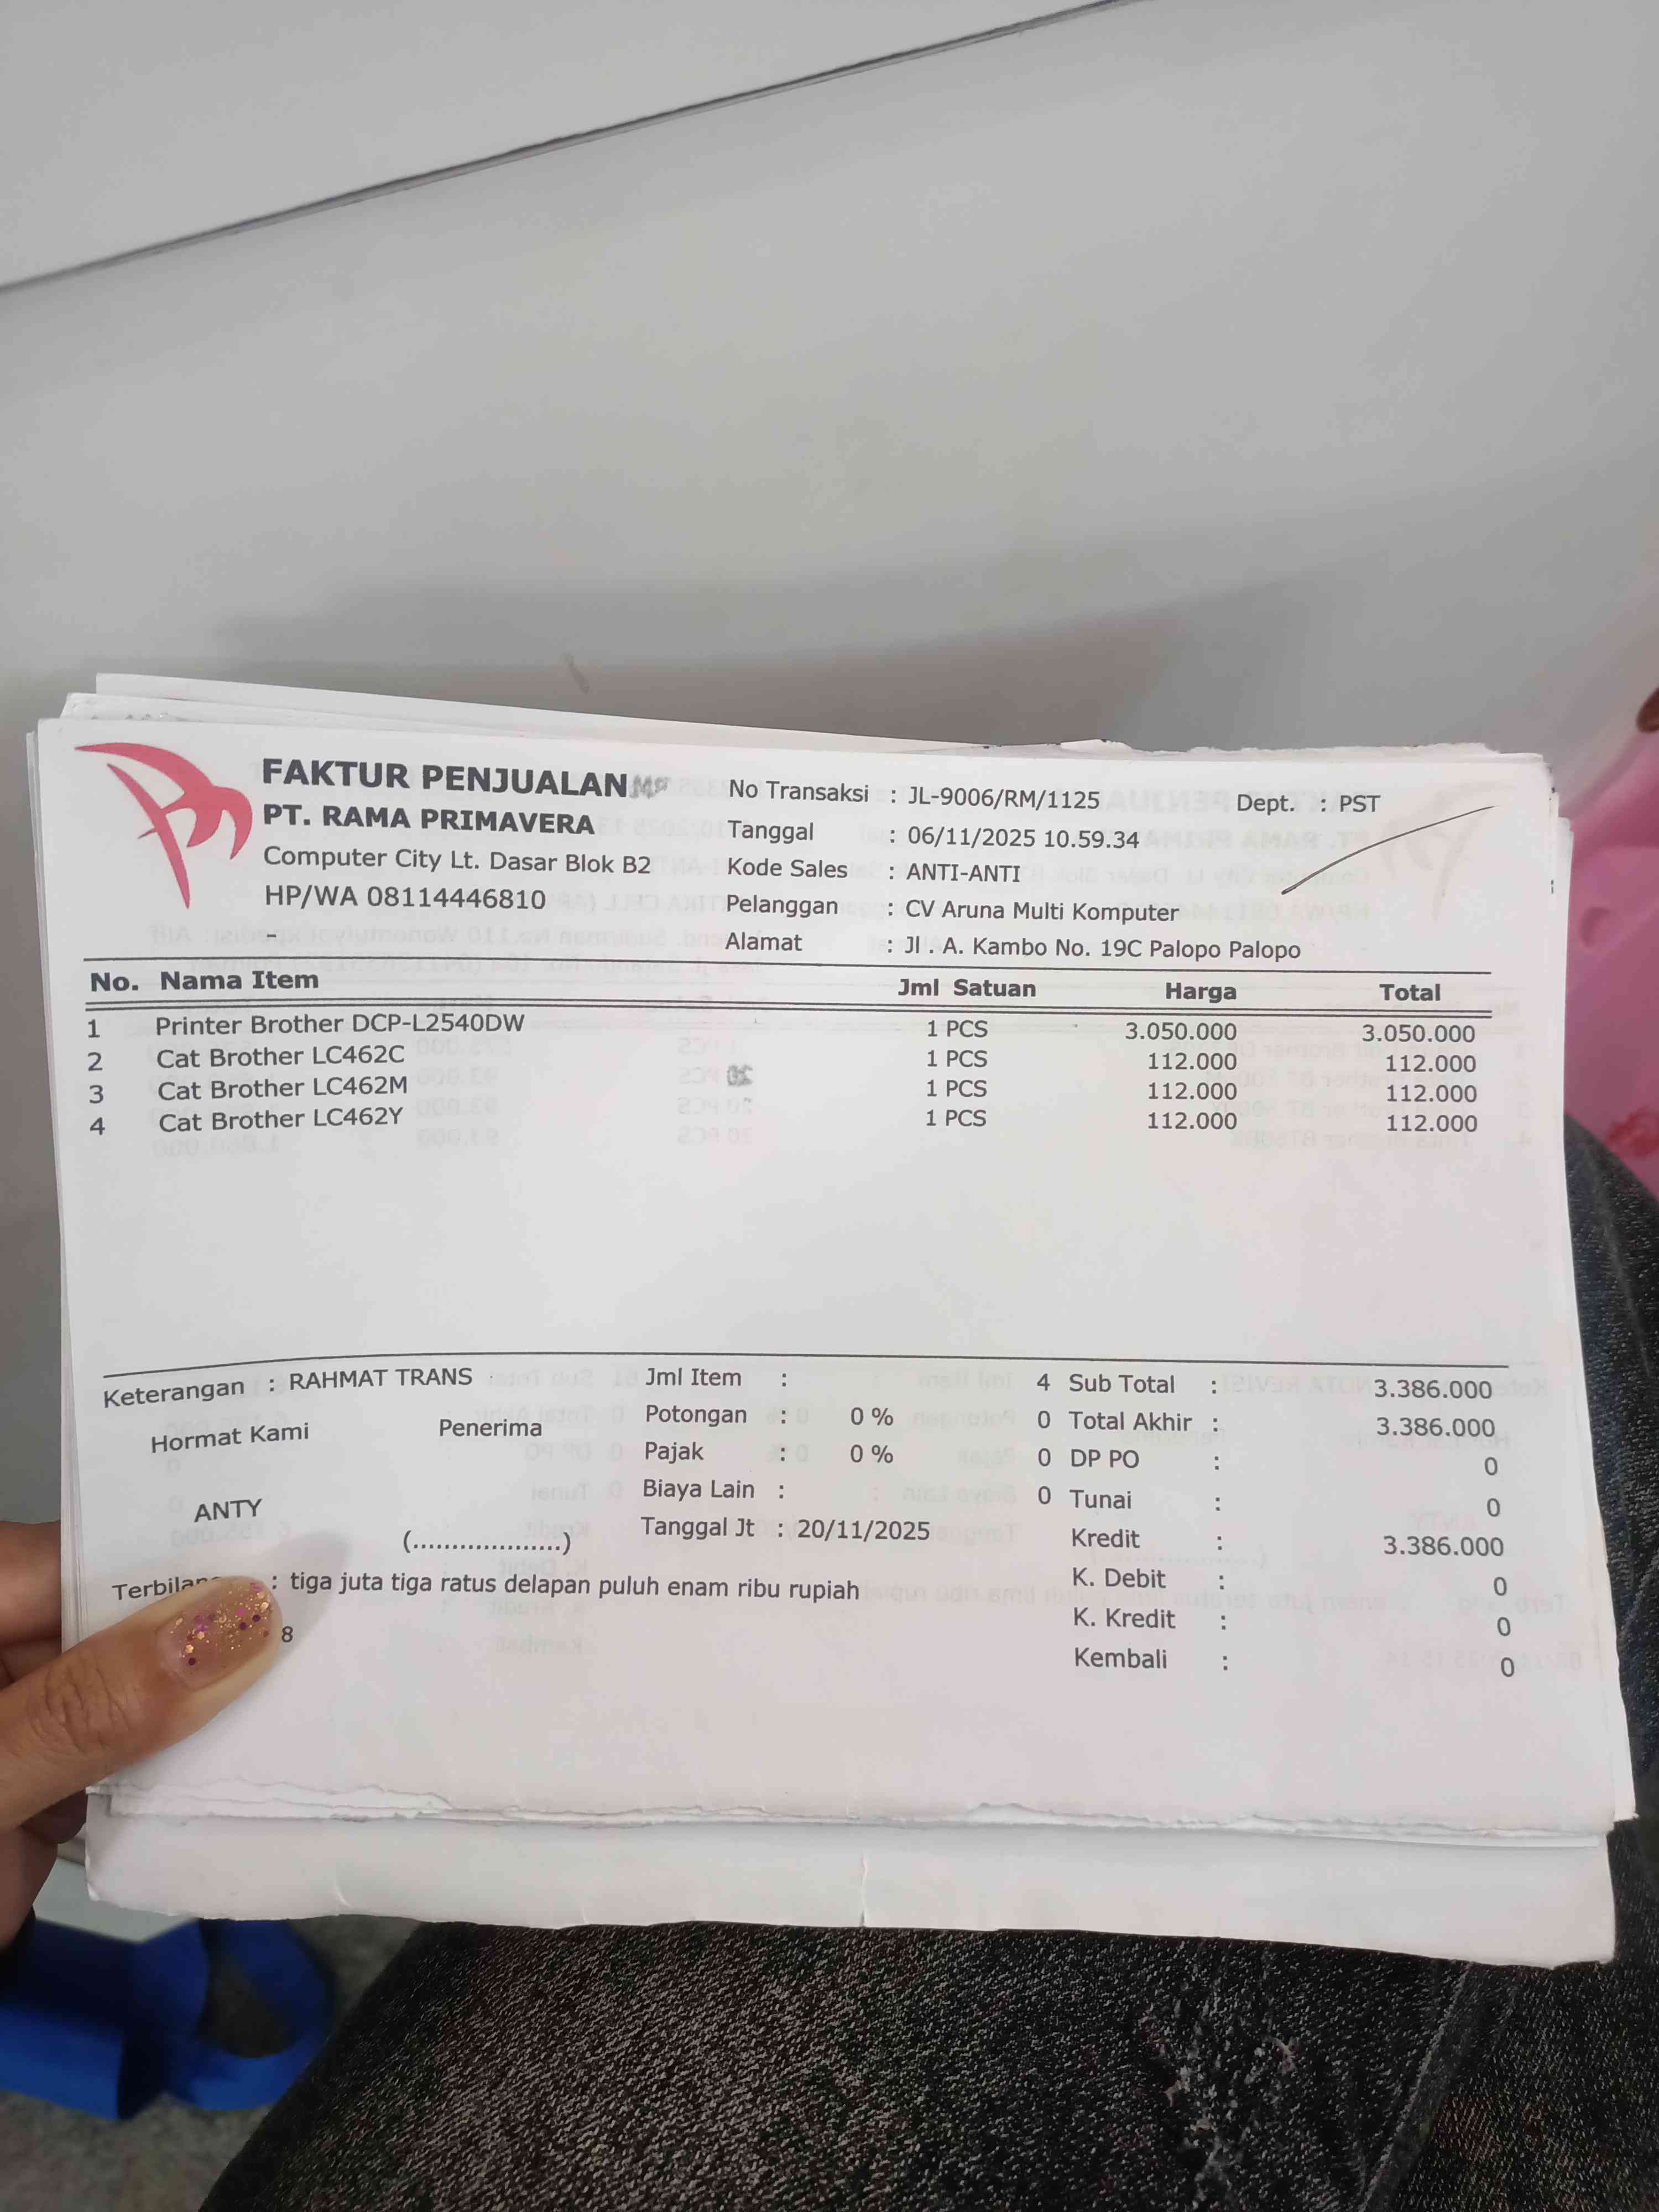 FAKTUR PENJUALAN
PT. RAMA PRIMAVERA
Computer City Lt. Dasar Blok B2
HP/WA 08114446810
-
No Transaksi : JL-9006/RM/1125 Dept. : PST
Tanggal : 06/11/2025 10.59.34
Kode Sales : ANTI-ANTI
Pelanggan : CV Aruna Multi Komputer
Alamat : Jl . A. Kambo No. 19C Palopo Palopo
No. Nama Item Jml Satuan Harga Total
1 Printer Brother DCP-L2540DW 1 PCS 3.050.000 3.050.000
2 Cat Brother LC462C 1 PCS 112.000 112.000
3 Cat Brother LC462M 1 PCS 112.000 112.000
4 Cat Brother LC462Y 1 PCS 112.000 112.000
Keterangan : RAHMAT TRANS
Hormat Kami Penerima
ANTY
(...................)
Jml Item : 4
Potongan : 0 % 0
Pajak : 0 % 0
Biaya Lain : 0
Tanggal Jt : 20/11/2025
Sub Total : 3.386.000
Total Akhir : 3.386.000
DP PO : 0
Tunai : 0
Kredit : 3.386.000
K. Debit : 0
K. Kredit : 0
Kembali : 0
: tiga juta tiga ratus delapan puluh enam ribu rupiah
8